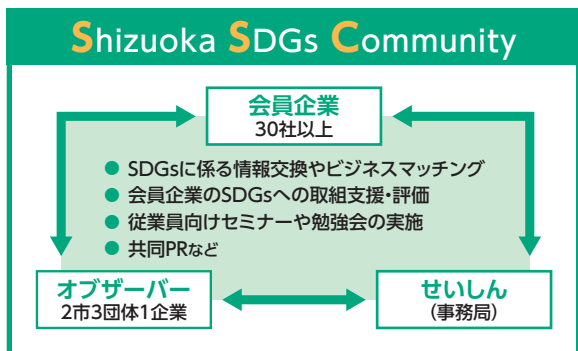 Shizuoka SDGs Community
会員企業
30社以上
● SDGsに係る情報交換やビジネスマッチング
● 会員企業のSDGsへの取組支援・評価
● 従業員向けセミナーや勉強会の実施
● 共同PRなど
オブザーバー
2市3団体1企業
せいしん
(事務局)